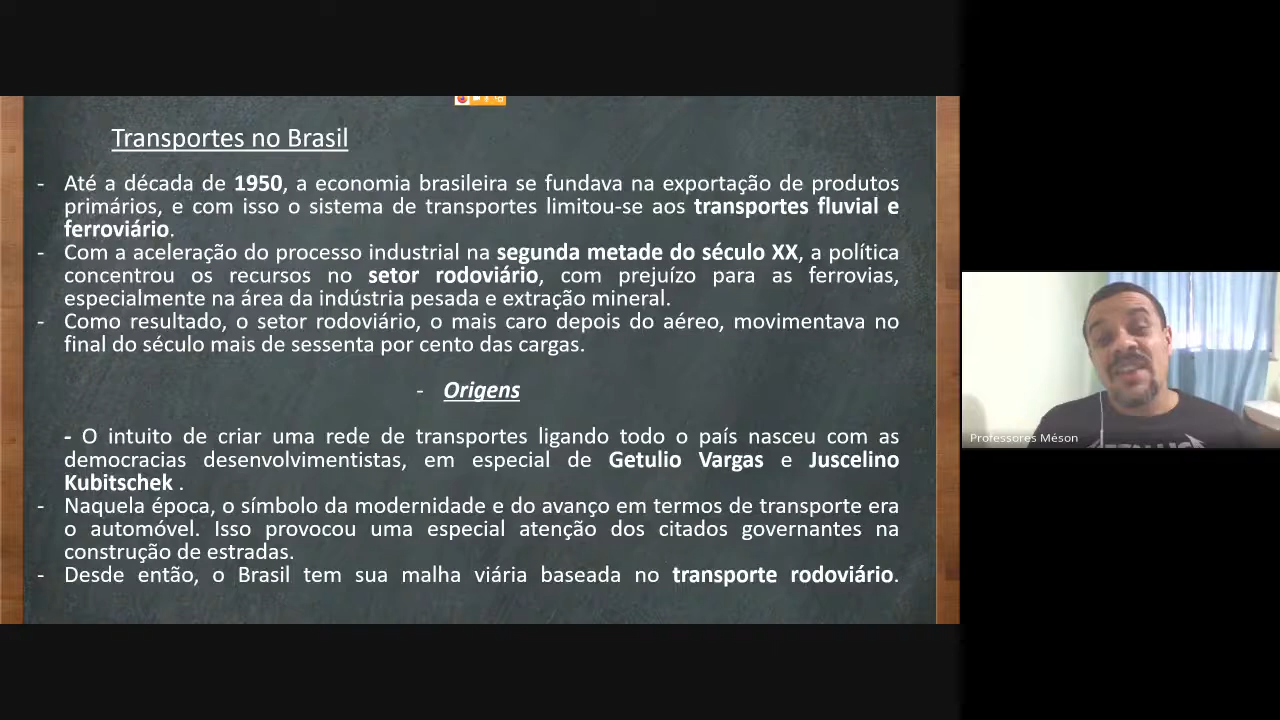 Transportes no Brasil
- Até a década de 1950, a economia brasileira se fundava na exportação de produtos
primários, e com isso o sistema de transportes limitou-se aos transportes fluvial e
ferroviário.
- Com a aceleração do processo industrial na segunda metade do século XX, a política
concentrou os recursos no setor rodoviário, com prejuízo para as ferrovias,
especialmente na área da indústria pesada e extração mineral.
- Como resultado, o setor rodoviário, o mais caro depois do aéreo, movimentava no
final do século mais de sessenta por cento das cargas.
- Origens
- O intuito de criar uma rede de transportes ligando todo o país nasceu com as
democracias desenvolvimentistas, em especial de Getulio Vargas e Juscelino
Kubitschek .
- Naquela época, o símbolo da modernidade e do avanço em termos de transporte era
o automóvel. Isso provocou uma especial atenção dos citados governantes na
construção de estradas.
- Desde então, o Brasil tem sua malha viária baseada no transporte rodoviário.
Professores Méson